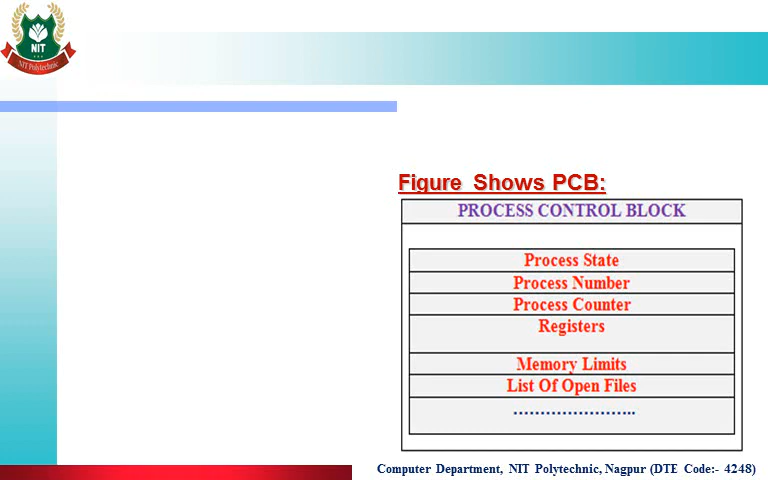 NIT
NIT Polytechnic
Figure Shows PCB:
PROCESS CONTROL BLOCK
Process State
Process Number
Process Counter
Registers
Memory Limits
List Of Open Files
........................
Computer Department, NIT Polytechnic, Nagpur (DTE Code:- 4248)